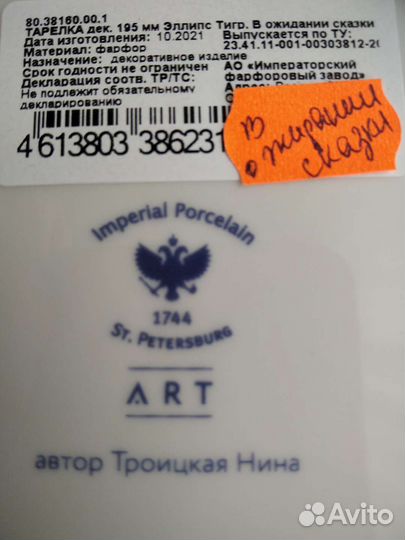 80.38160.00.1
ТАРЕЛКА дек. 195 мм Эллипс Тигр. В ожидании сказки
Дата изготовления: 10.2021
Материал: фарфор
Назначение: декоративное изделие
Срок годности не ограничен
Декларация соотв. ТР/ТС:
Не подлежит обязательному
декларированию
Выпускается по ТУ:
23.41.11-001-00303812-20
АО «Императорский
фарфоровый завод»
4 613803 38623
В
ожидании
сказки
Imperial Porcelain
1744
St. Petersburg
ART
автор Троицкая Нина
Avito